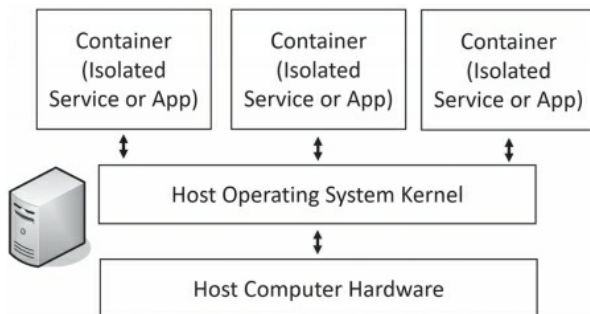 Container
(Isolated
Service or App)
Container
(Isolated
Service or App)
Container
(Isolated
Service or App)
Host Operating System Kernel
Host Computer Hardware